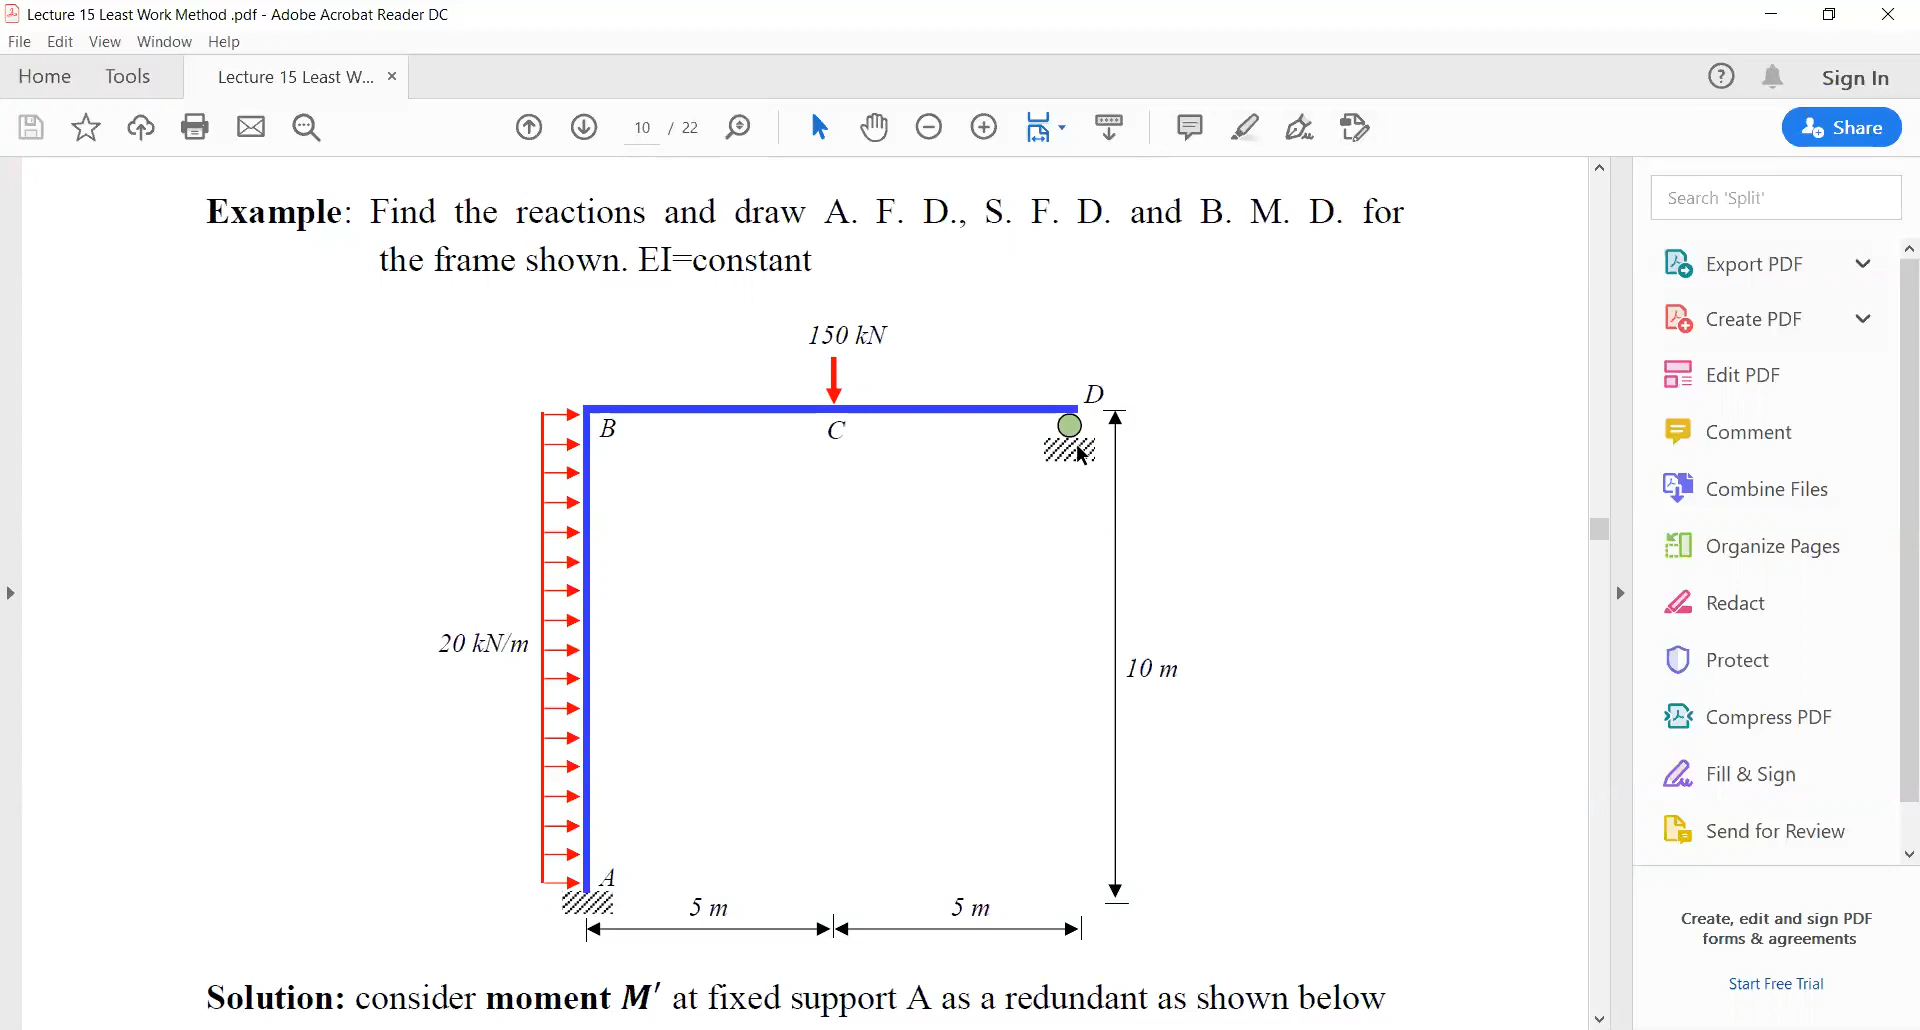 Lecture 15 Least Work Method .pdf - Adobe Acrobat Reader DC
File Edit View Window Help
Home Tools Lecture 15 Least W... × ? Sign In
10 / 22 Share
Example: Find the reactions and draw A. F. D., S. F. D. and B. M. D. for
the frame shown. EI=constant
150 kN
D
B
C
20 kN/m
10 m
A
5 m
5 m
Solution: consider moment M′ at fixed support A as a redundant as shown below
Search 'Split'
Export PDF
Create PDF
Edit PDF
Comment
Combine Files
Organize Pages
Redact
Protect
Compress PDF
Fill & Sign
Send for Review
Create, edit and sign PDF
forms & agreements
Start Free Trial